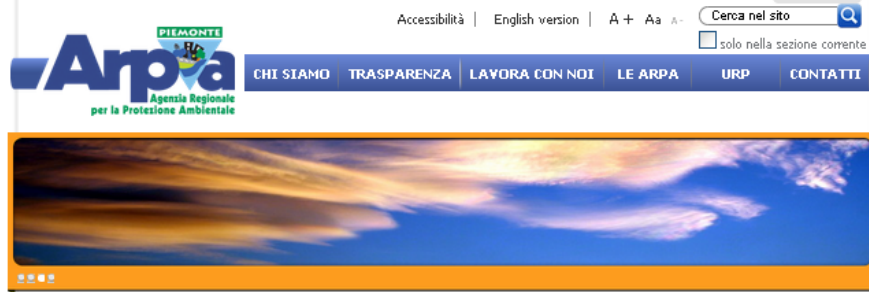 Accessibilità | English version | A + Aa A-
Cerca nel sito
solo nella sezione corrente
PIEMONTE
Arpa
Agenzia Regionale
per la Protezione Ambientale
CHI SIAMO TRASPARENZA LAVORA CON NOI LE ARPA URP CONTATTI